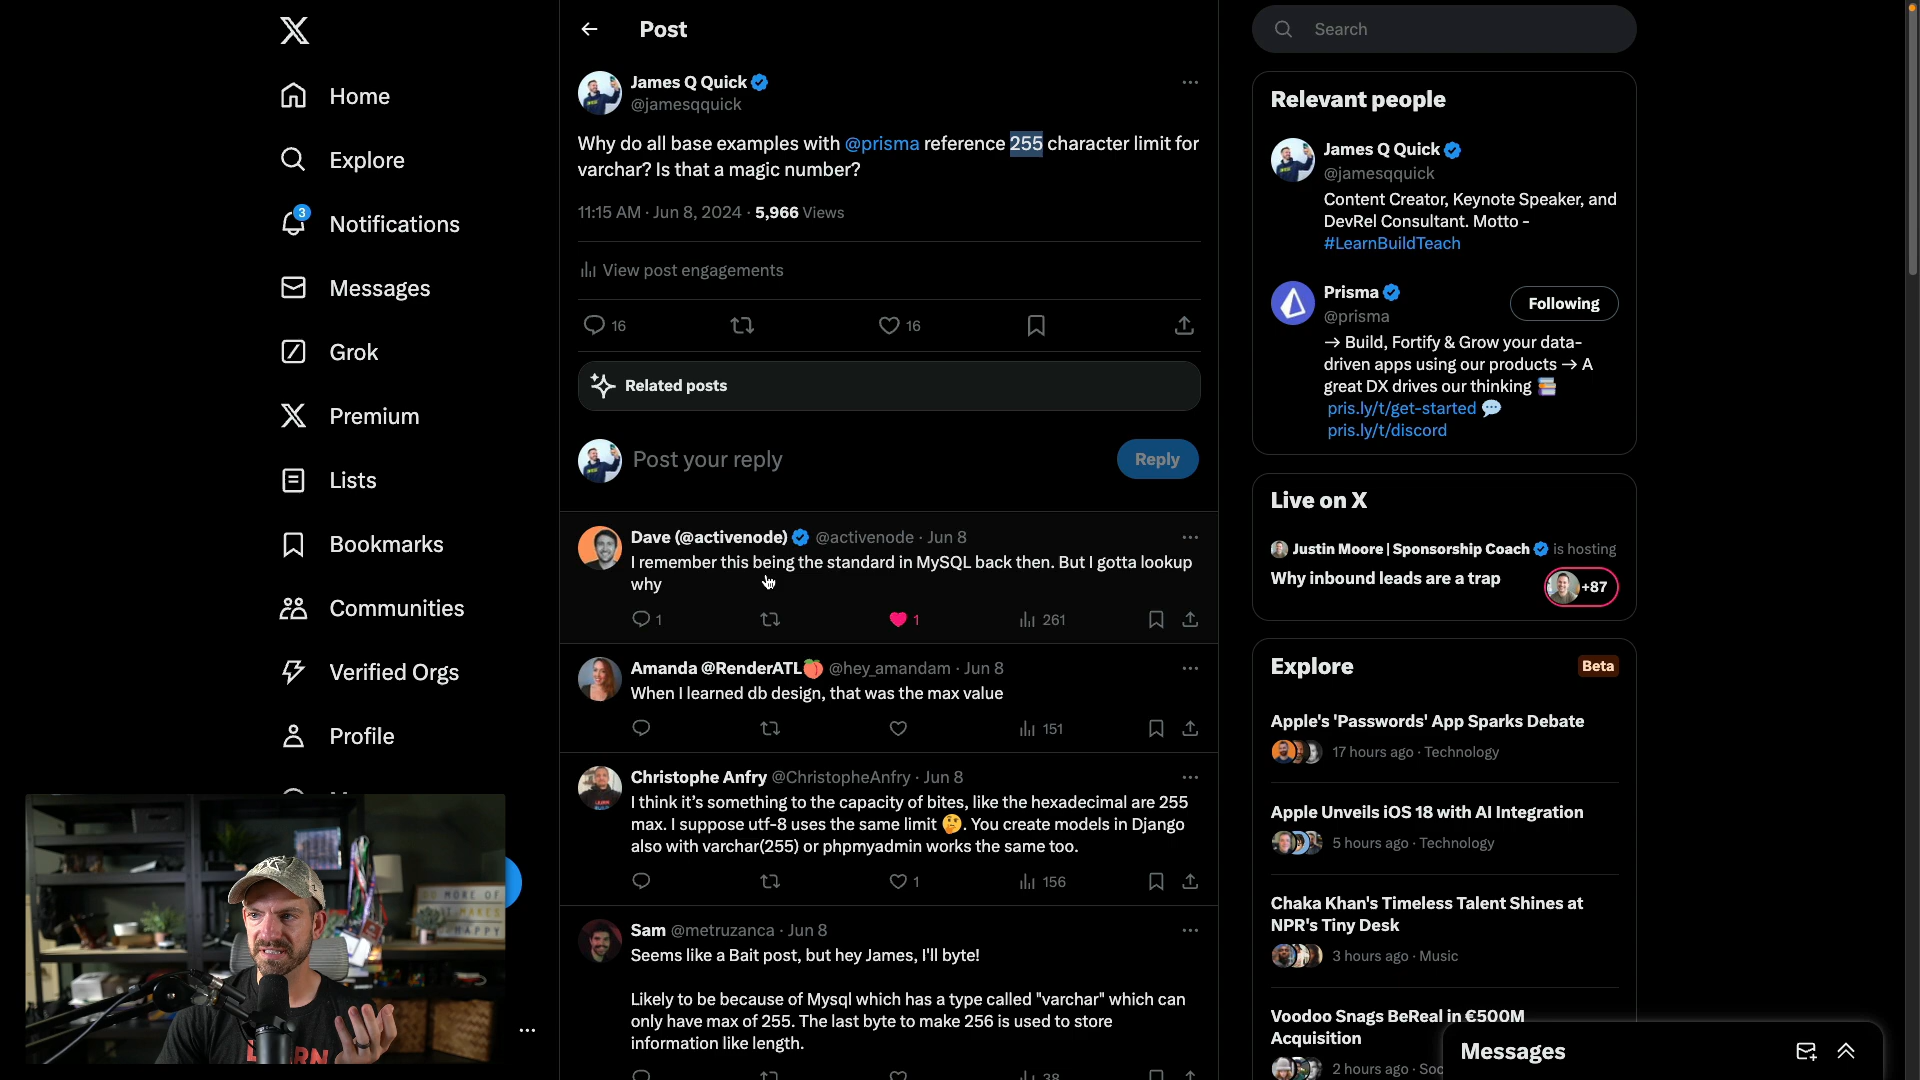 Home
Explore
3
Notifications
Messages
Grok
Premium
Lists
Bookmarks
Communities
Verified Orgs
Profile
Post
James Q Quick
@jamesqquick
Why do all base examples with @prisma reference 255 character limit for
varchar? Is that a magic number?
11:15 AM · Jun 8, 2024 · 5,966 Views
View post engagements
16
16
Related posts
Post your reply
Reply
Dave (@activenode) @activenode · Jun 8
I remember this being the standard in MySQL back then. But I gotta lookup
why
1
1
261
Amanda @RenderATL🍑 @hey_amandam · Jun 8
When I learned db design, that was the max value
151
Christophe Anfry @ChristopheAnfry · Jun 8
I think it's something to the capacity of bites, like the hexadecimal are 255
max. I suppose utf-8 uses the same limit 🤔. You create models in Django
also with varchar(255) or phpmyadmin works the same too.
1
156
Sam @metruzanca · Jun 8
Seems like a Bait post, but hey James, I'll byte!
Likely to be because of Mysql which has a type called "varchar" which can
only have max of 255. The last byte to make 256 is used to store
information like length.
38
Search
Relevant people
James Q Quick
@jamesqquick
Content Creator, Keynote Speaker, and
DevRel Consultant. Motto -
#LearnBuildTeach
Prisma
@prisma
Following
→ Build, Fortify & Grow your data-
driven apps using our products → A
great DX drives our thinking 📚
pris.ly/t/get-started 💬
pris.ly/t/discord
Live on X
Justin Moore | Sponsorship Coach is hosting
Why inbound leads are a trap
+87
Explore
Beta
Apple's 'Passwords' App Sparks Debate
17 hours ago · Technology
Apple Unveils iOS 18 with AI Integration
5 hours ago · Technology
Chaka Khan's Timeless Talent Shines at
NPR's Tiny Desk
3 hours ago · Music
Voodoo Snags BeReal in €500M
Acquisition
2 hours ago · Soc
Messages
MORE OF
MAKES
HAPPY